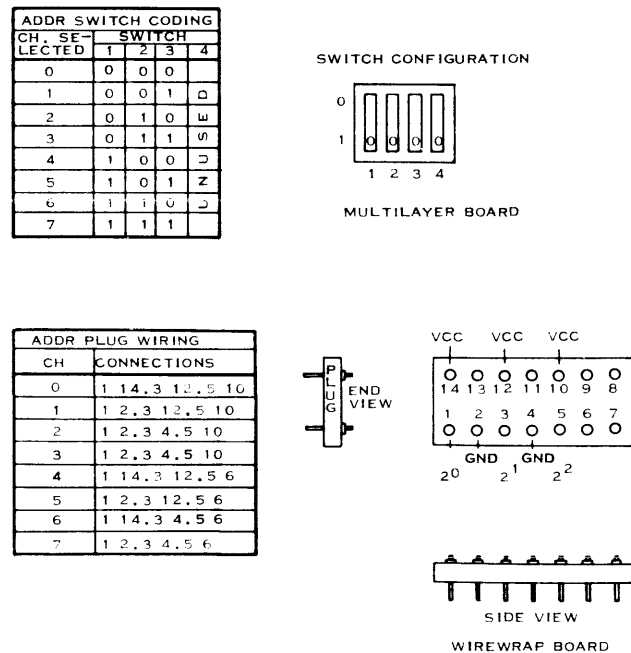 ADDR SWITCH CODING
CH. SE-LECTED SWITCH
1 2 3 4
0 0 0 0
1 0 0 1
2 0 1 0
3 0 1 1
4 1 0 0
5 1 0 1
6 1 1 0
7 1 1 1
UNUSED
SWITCH CONFIGURATION
0
1 0 0 0 0
1 2 3 4
MULTILAYER BOARD
ADDR PLUG WIRING
CH CONNECTIONS
0 1 14.3 12.5 10
1 1 2.3 12.5 10
2 1 2.3 4.5 10
3 1 2.3 4.5 10
4 1 14.3 12.5 6
5 1 2.3 12.5 6
6 1 14.3 4.5 6
7 1 2.3 4.5 6
PLUG
END
VIEW
VCC VCC VCC
14 13 12 11 10 9 8
1 2 3 4 5 6 7
GND GND
2⁰ 2¹ 2²
SIDE VIEW
WIREWRAP BOARD